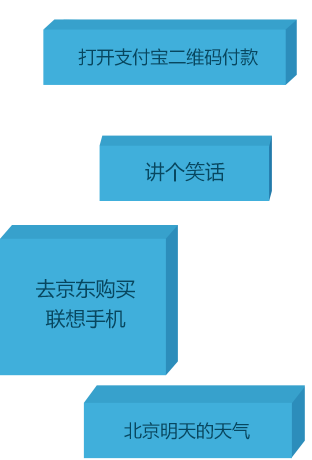 打开支付宝二维码付款
讲个笑话
去京东购买
联想手机
北京明天的天气